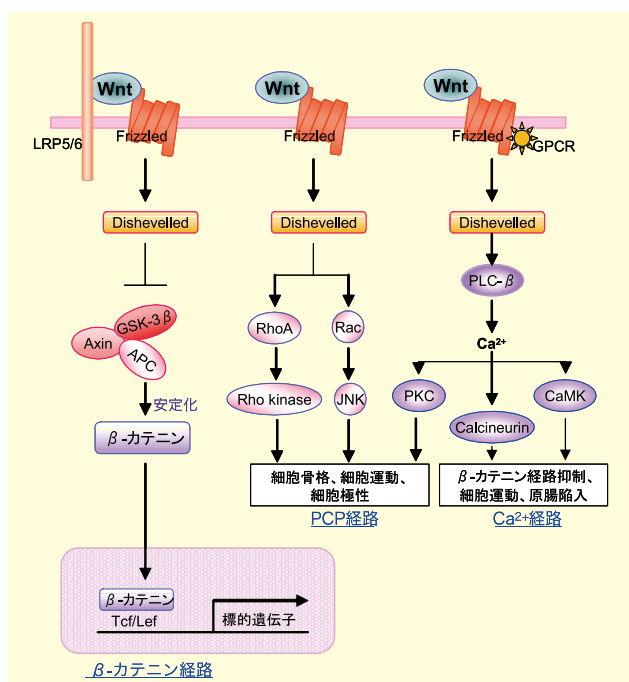 Wnt
Wnt
Wnt
LRP5/6
Frizzled
Frizzled
Frizzled
GPCR
Dishevelled
Dishevelled
Dishevelled
PLC-β
GSK-3β
Axin
APC
RhoA
Rac
Ca²⁺
安定化
Rho kinase
JNK
PKC
CaMK
Calcineurin
β-カテニン
細胞骨格、細胞運動、
細胞極性
β-カテニン経路抑制、
細胞運動、原腸陥入
PCP経路
Ca²⁺経路
β-カテニン
Tcf/Lef
標的遺伝子
β-カテニン経路